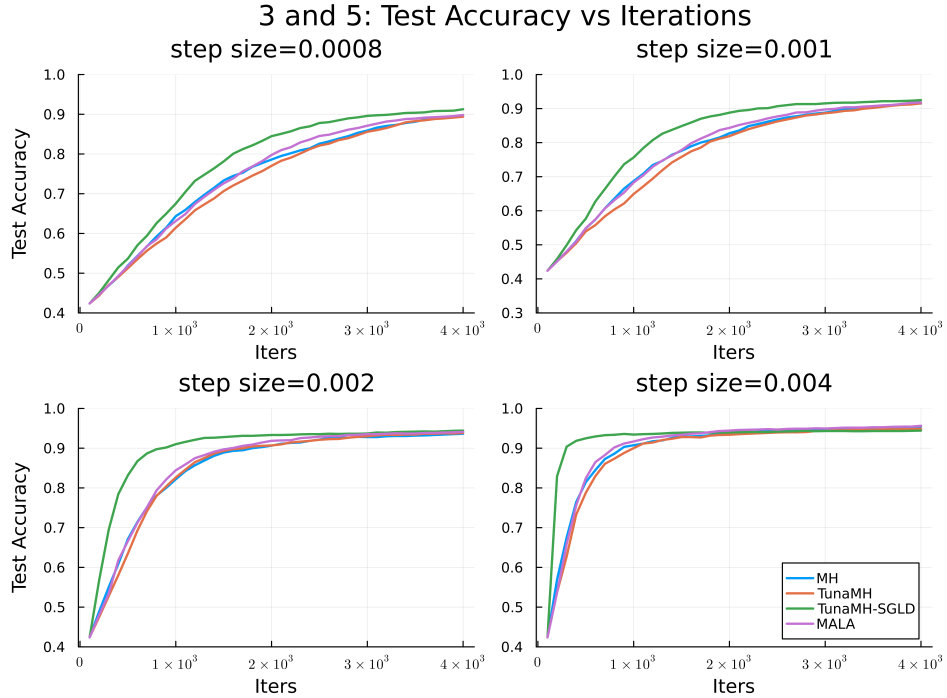 3 and 5: Test Accuracy vs Iterations
step size=0.0008
Test Accuracy
1.0
0.9
0.8
0.7
0.6
0.5
0.4
0
1 × 10³
2 × 10³
3 × 10³
4 × 10³
Iters
step size=0.001
1.0
0.9
0.8
0.7
0.6
0.5
0.4
0.3
0
1 × 10³
2 × 10³
3 × 10³
4 × 10³
Iters
step size=0.002
Test Accuracy
1.0
0.9
0.8
0.7
0.6
0.5
0.4
0
1 × 10³
2 × 10³
3 × 10³
4 × 10³
Iters
step size=0.004
1.0
0.9
0.8
0.7
0.6
0.5
0.4
0
1 × 10³
2 × 10³
3 × 10³
4 × 10³
Iters
MH
TunaMH
TunaMH-SGLD
MALA